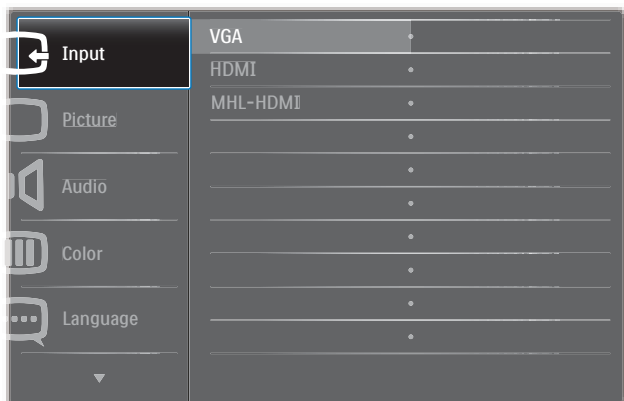 Input
Picture
Audio
Color
Language
VGA
HDMI
MHL-HDMI